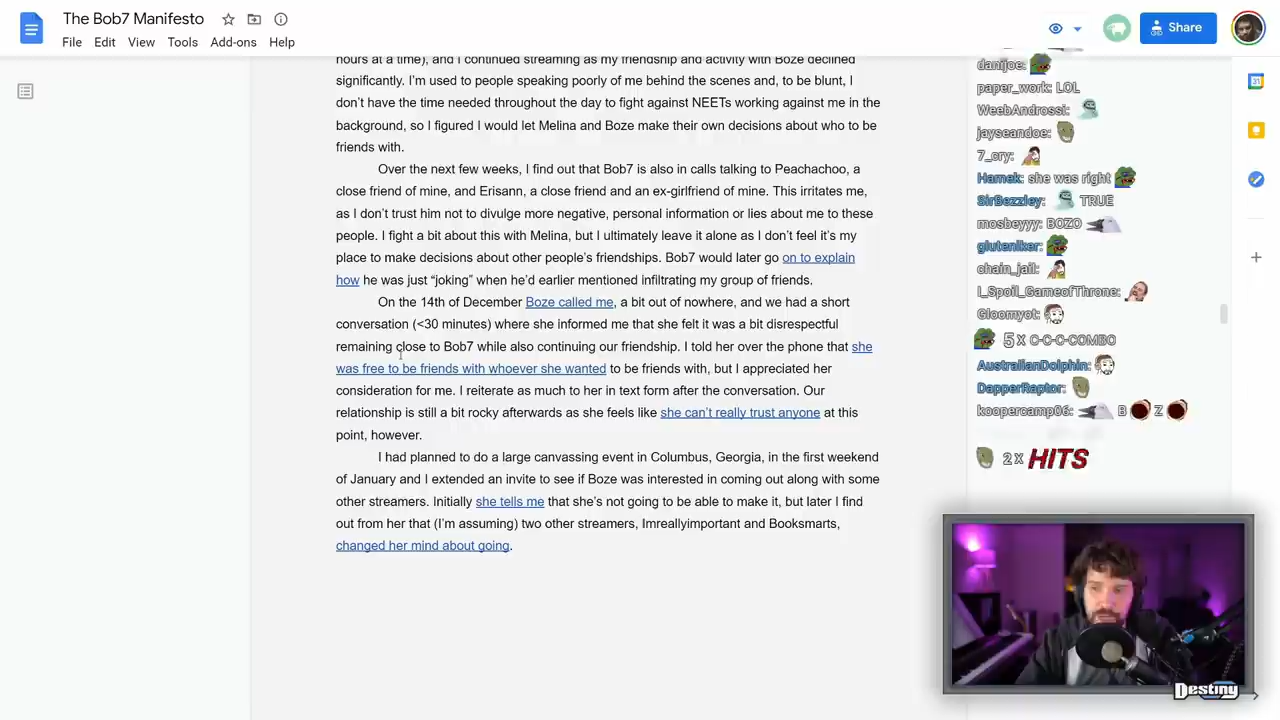 The Bob7 Manifesto
File Edit View Tools Add-ons Help
Share
hours at a time), and I continued streaming as my friendship and activity with Boze declined
significantly. I'm used to people speaking poorly of me behind the scenes and, to be blunt, I
don't have the time needed throughout the day to fight against NEETs working against me in the
background, so I figured I would let Melina and Boze make their own decisions about who to be
friends with.
Over the next few weeks, I find out that Bob7 is also in calls talking to Peachachoo, a
close friend of mine, and Erisann, a close friend and an ex-girlfriend of mine. This irritates me,
as I don't trust him not to divulge more negative, personal information or lies about me to these
people. I fight a bit about this with Melina, but I ultimately leave it alone as I don't feel it's my
place to make decisions about other people's friendships. Bob7 would later go on to explain
how he was just “joking” when he'd earlier mentioned infiltrating my group of friends.
On the 14th of December Boze called me, a bit out of nowhere, and we had a short
conversation (<30 minutes) where she informed me that she felt it was a bit disrespectful
remaining close to Bob7 while also continuing our friendship. I told her over the phone that she
was free to be friends with whoever she wanted to be friends with, but I appreciated her
consideration for me. I reiterate as much to her in text form after the conversation. Our
relationship is still a bit rocky afterwards as she feels like she can't really trust anyone at this
point, however.
I had planned to do a large canvassing event in Columbus, Georgia, in the first weekend
of January and I extended an invite to see if Boze was interested in coming out along with some
other streamers. Initially she tells me that she's not going to be able to make it, but later I find
out from her that (I'm assuming) two other streamers, Imreallyimportant and Booksmarts,
changed her mind about going.
danijoe:
paper_work: LOL
WeebAndrossi:
jayseandoe:
7_cry:
Hamek: she was right
SirBezzley: TRUE
mosbeyyy: BOZO
gluteniker:
chain_jail:
I_Spoil_GameofThrone:
Gloomyot:
5 X C-C-C-COMBO
AustralianDolphin:
DapperRaptor:
koopercamp06: B Z
2 X HITS
Destiny